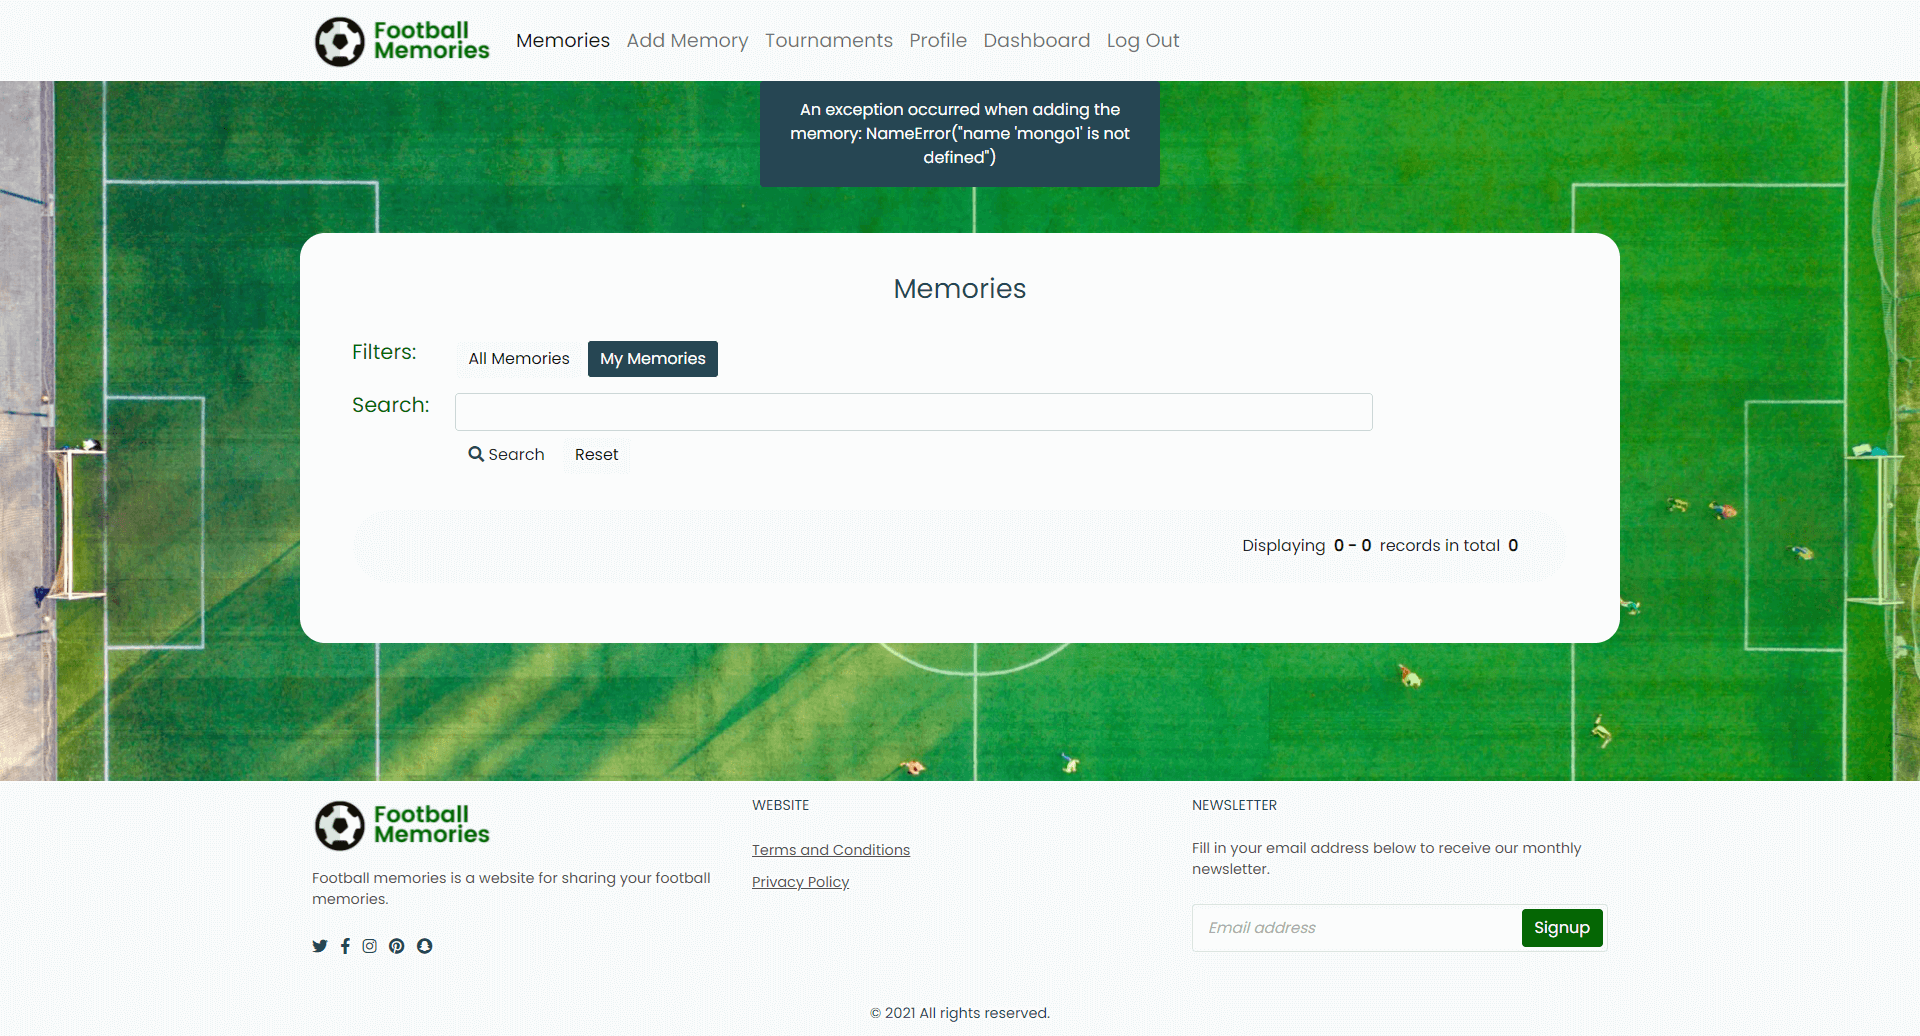 Football
Memories
Memories Add Memory Tournaments Profile Dashboard Log Out
An exception occurred when adding the
memory: NameError("name 'mongo1' is not
defined")
Memories
Filters:
All Memories My Memories
Search:
Search Reset
Displaying 0 - 0 records in total 0
Football
Memories
Football memories is a website for sharing your football
memories.
WEBSITE
Terms and Conditions
Privacy Policy
NEWSLETTER
Fill in your email address below to receive our monthly
newsletter.
Email address Signup
© 2021 All rights reserved.